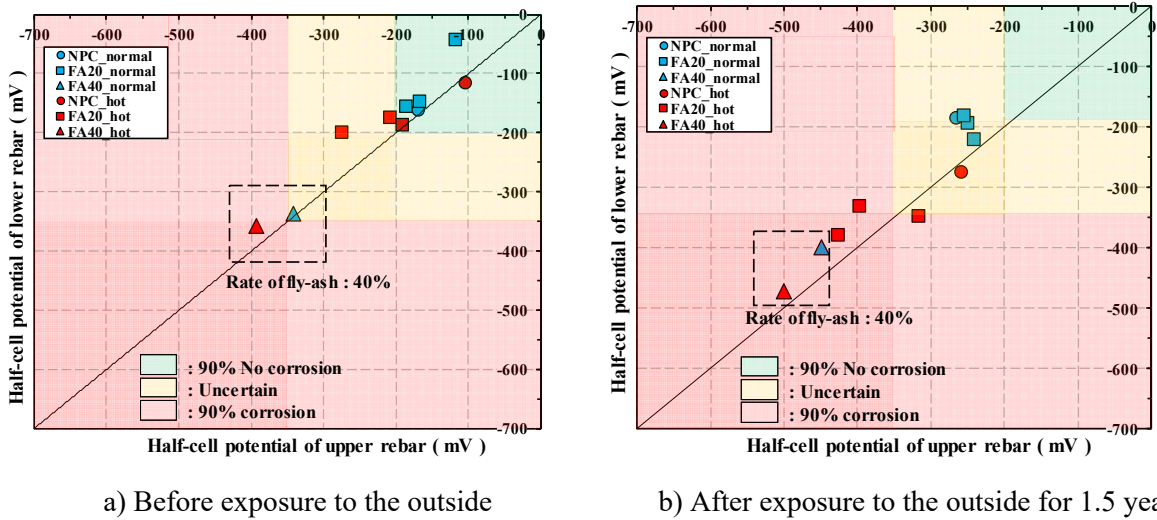 -700 -600 -500 -400 -300 -200 -100 0
0
-100
-200
-300
-400
-500
-600
-700
NPC_normal
FA20_normal
FA40_normal
NPC_hot
FA20_hot
FA40_hot
Rate of fly-ash : 40%
: 90% No corrosion
: Uncertain
: 90% corrosion
Half-cell potential of lower rebar ( mV )
Half-cell potential of upper rebar ( mV )
a) Before exposure to the outside
-700 -600 -500 -400 -300 -200 -100 0
0
-100
-200
-300
-400
-500
-600
-700
NPC_normal
FA20_normal
FA40_normal
NPC_hot
FA20_hot
FA40_hot
Rate of fly-ash : 40%
: 90% No corrosion
: Uncertain
: 90% corrosion
Half-cell potential of lower rebar ( mV )
Half-cell potential of upper rebar ( mV )
b) After exposure to the outside for 1.5 yea